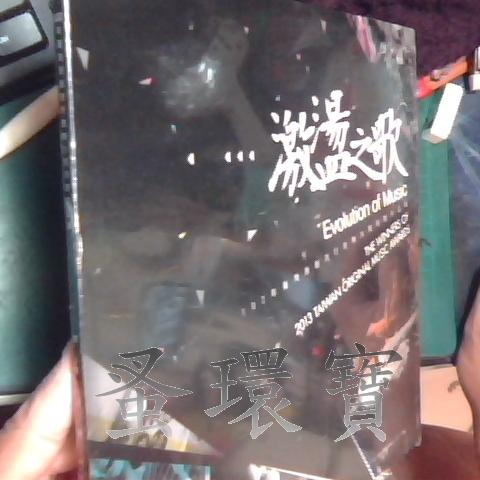 激盪之歌
Evolution of Music
THE WINNERS OF
2013 TAIWAN ORIGINAL MUSIC AWARDS
蚤環寶